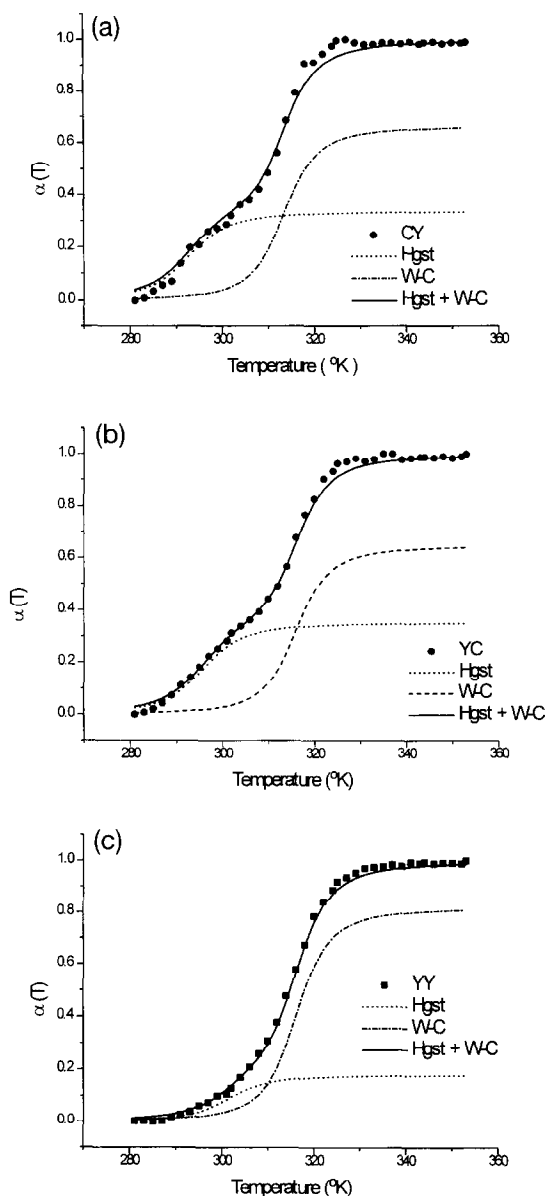 (a)
1.0
0.8
0.6
0.4
0.2
0.0
α (T)
CY
Hgst
W-C
Hgst + W-C
280
300
320
340
360
Temperature ( °K )
(b)
1.0
0.8
0.6
0.4
0.2
0.0
α (T)
YC
Hgst
W-C
Hgst + W-C
280
300
320
340
360
Temperature (°K)
(c)
1.0
0.8
0.6
0.4
0.2
0.0
α (T)
YY
Hgst
W-C
Hgst + W-C
280
300
320
340
360
Temperature (°K)